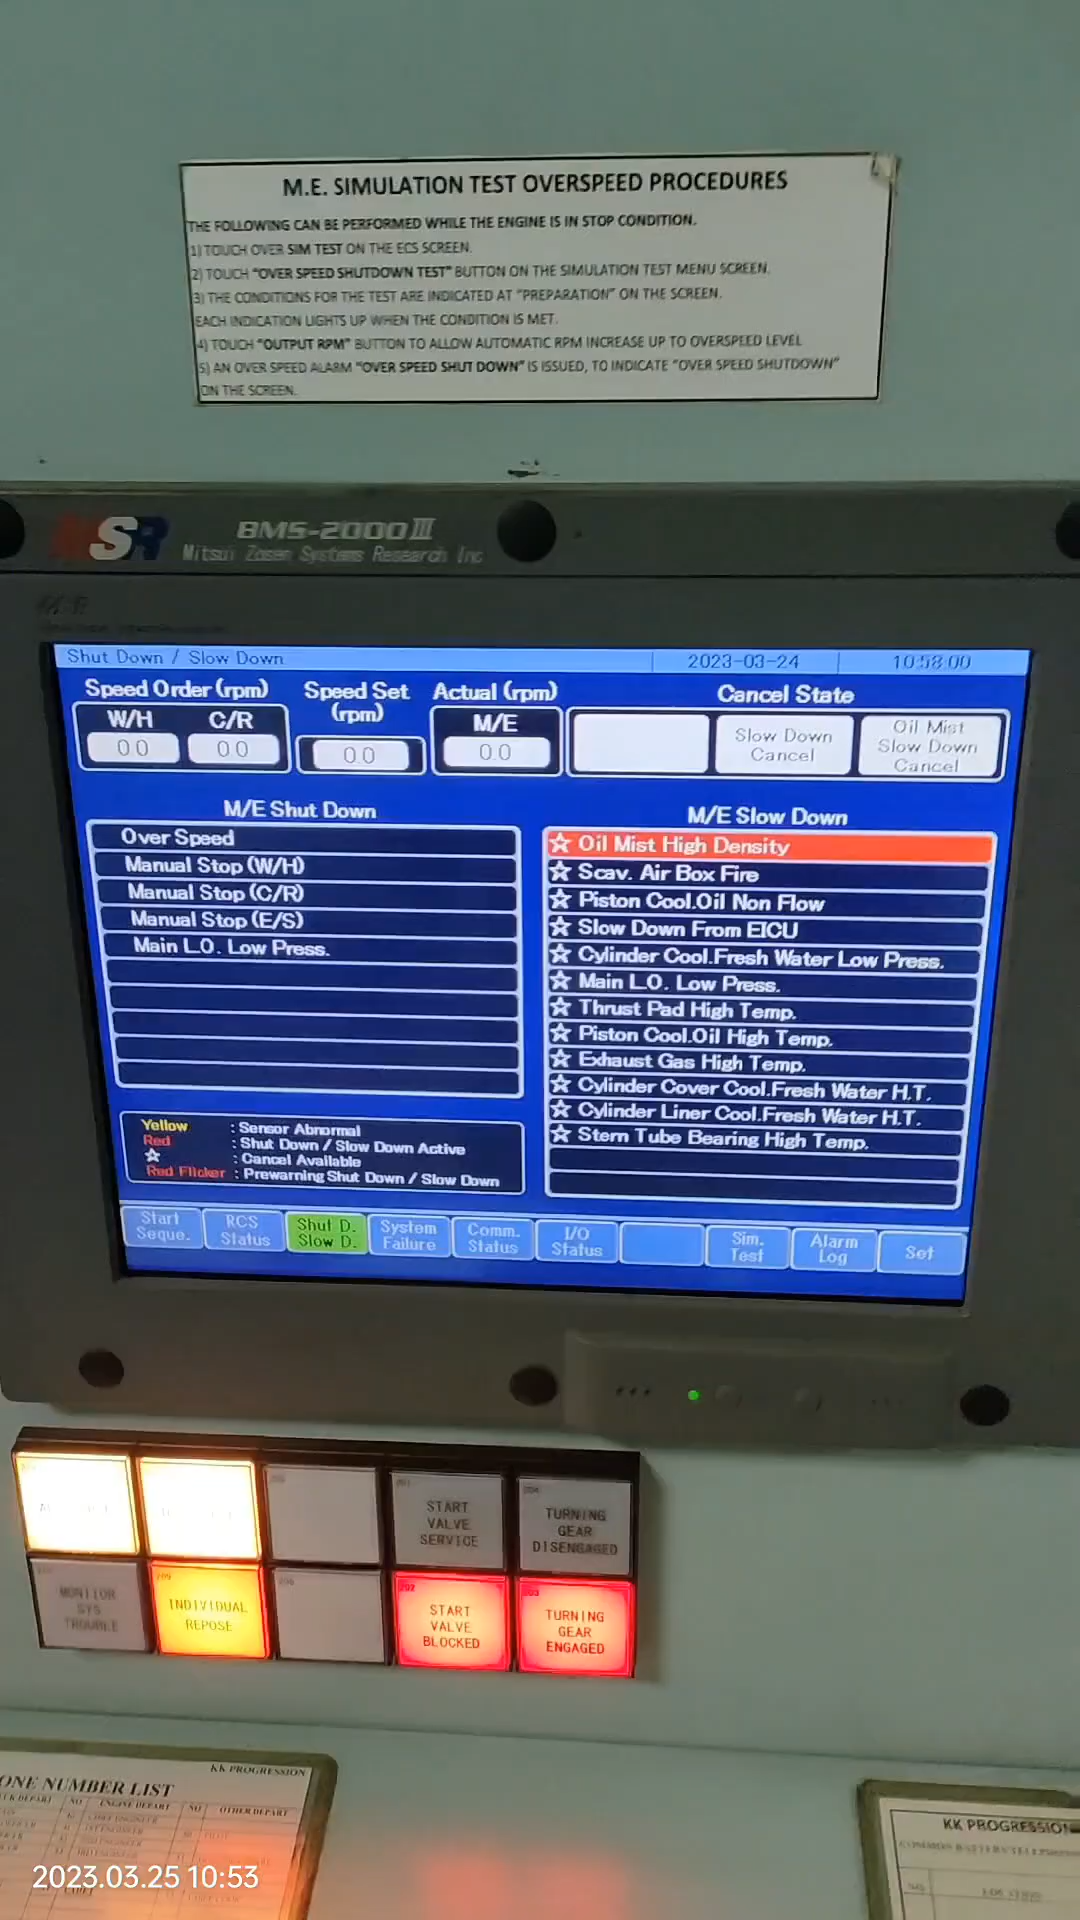 M.E. SIMULATION TEST OVERSPEED PROCEDURES
THE FOLLOWING CAN BE PERFORMED WHILE THE ENGINE IS IN STOP CONDITION.
1) TOUCH OVER SIM TEST ON THE ECS SCREEN.
2) TOUCH "OVER SPEED SHUTDOWN TEST" BUTTON ON THE SIMULATION TEST MENU SCREEN.
3) THE CONDITIONS FOR THE TEST ARE INDICATED AT "PREPARATION" ON THE SCREEN.
EACH INDICATION LIGHTS UP WHEN THE CONDITION IS MET.
4) TOUCH "OUTPUT RPM" BUTTON TO ALLOW AUTOMATIC RPM INCREASE UP TO OVERSPEED LEVEL
5) AN OVER SPEED ALARM "OVER SPEED SHUT DOWN" IS ISSUED, TO INDICATE "OVER SPEED SHUTDOWN"
ON THE SCREEN.
MSR
BMS-2000III
Mitsui Zosen Systems Research Inc
Shut Down / Slow Down
2023-03-24
10:58:00
Speed Order (rpm)
W/H C/R
0.0 0.0
Speed Set
(rpm)
0.0
Actual (rpm)
M/E
0.0
Cancel State
Slow Down
Cancel
Oil Mist
Slow Down
Cancel
M/E Shut Down
Over Speed
Manual Stop (W/H)
Manual Stop (C/R)
Manual Stop (E/S)
Main L.O. Low Press.
M/E Slow Down
☆ Oil Mist High Density
☆ Scav. Air Box Fire
☆ Piston Cool.Oil Non Flow
☆ Slow Down From EICU
☆ Cylinder Cool.Fresh Water Low Press.
☆ Main L.O. Low Press.
☆ Thrust Pad High Temp.
☆ Piston Cool.Oil High Temp.
☆ Exhaust Gas High Temp.
☆ Cylinder Cover Cool.Fresh Water H.T.
☆ Cylinder Liner Cool.Fresh Water H.T.
☆ Stern Tube Bearing High Temp.
Yellow : Sensor Abnormal
Red : Shut Down / Slow Down Active
☆ : Cancel Available
Red Flicker : Prewarning Shut Down / Slow Down
Start
Seque.
RCS
Status
Shut D.
Slow D.
System
Failure
Comm.
Status
I/O
Status
Sim.
Test
Alarm
Log
Set
START
VALVE
SERVICE
TURNING
GEAR
DISENGAGED
MONITOR
SYS
TROUBLE
INDIVIDUAL
REPOSE
START
VALVE
BLOCKED
TURNING
GEAR
ENGAGED
KK PROGRESSION
ONE NUMBER LIST
ENGINE DEPART
NO
OTHER DEPART
KK PROGRESSION
2023.03.25 10:53